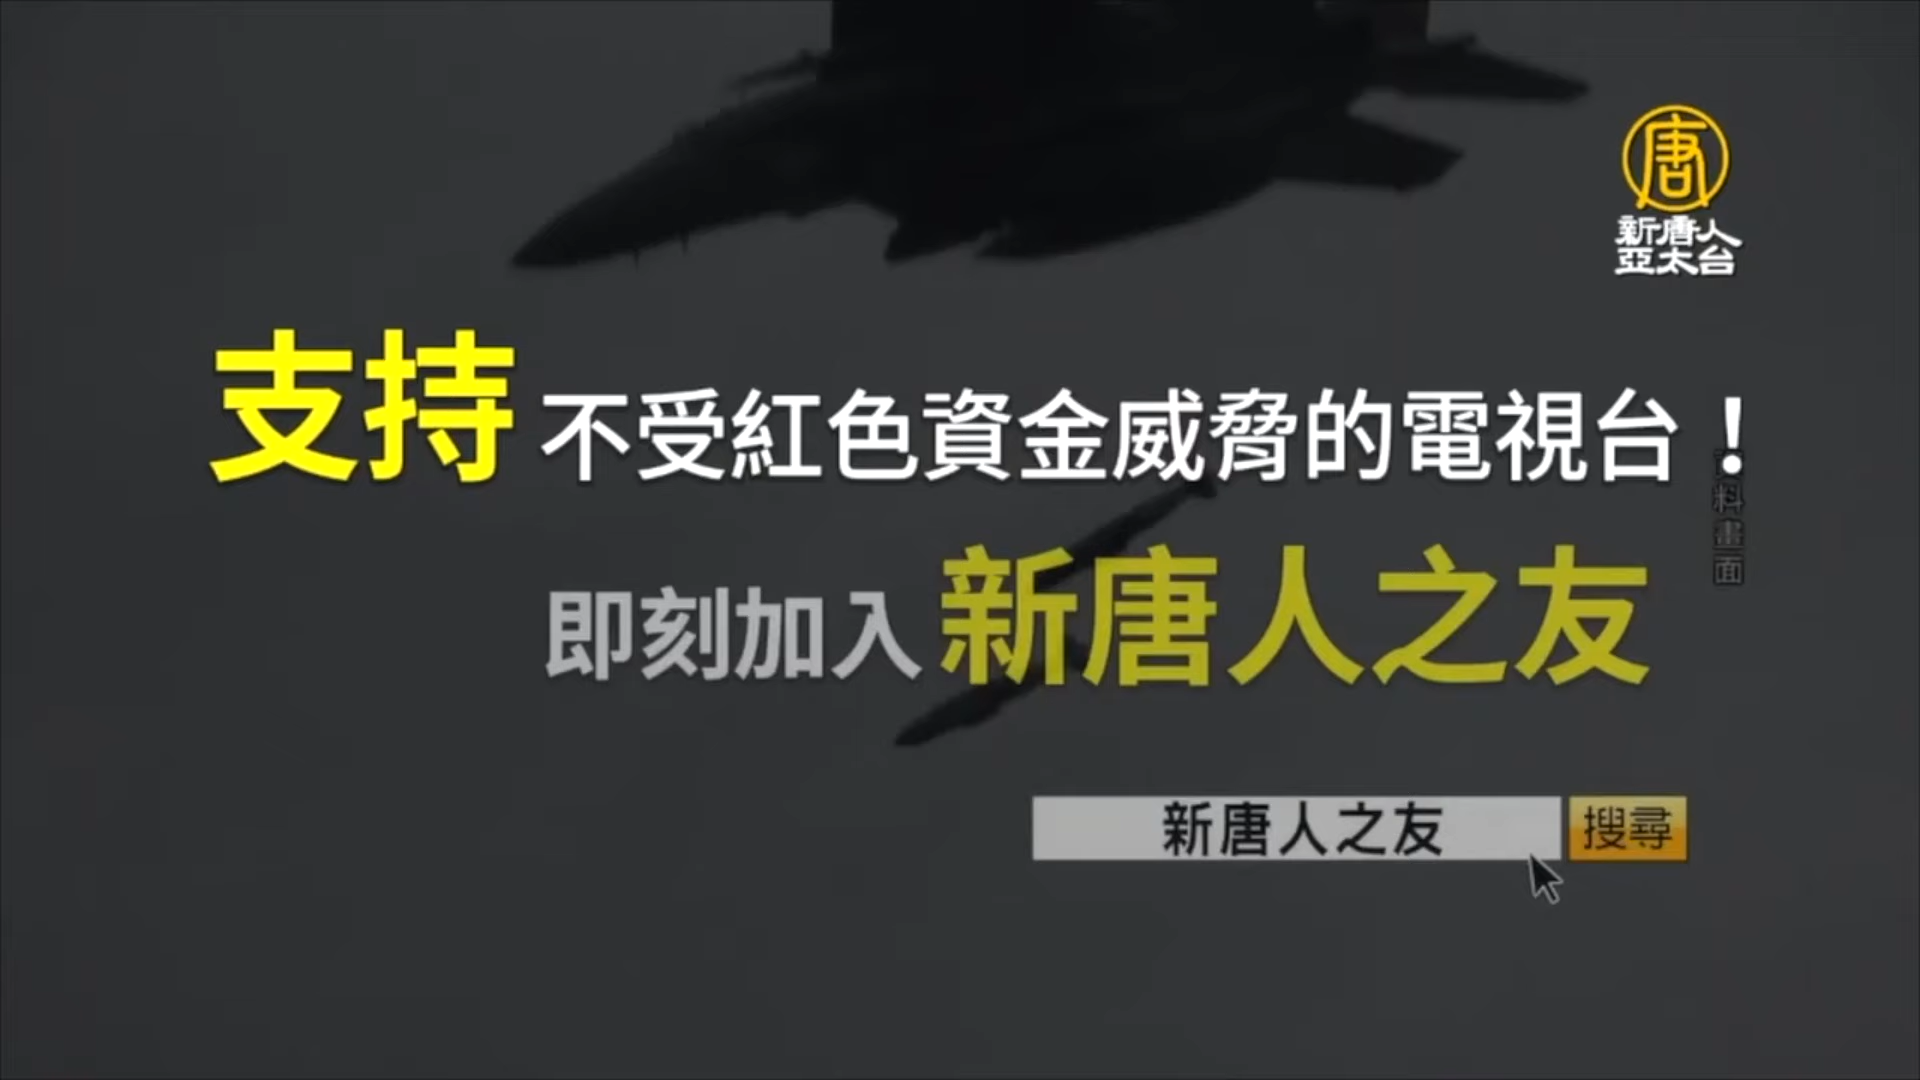 唐
新唐人
亞太台
支持 不受紅色資金威脅的電視台！
資料畫面
即刻加入 新唐人之友
新唐人之友 搜尋